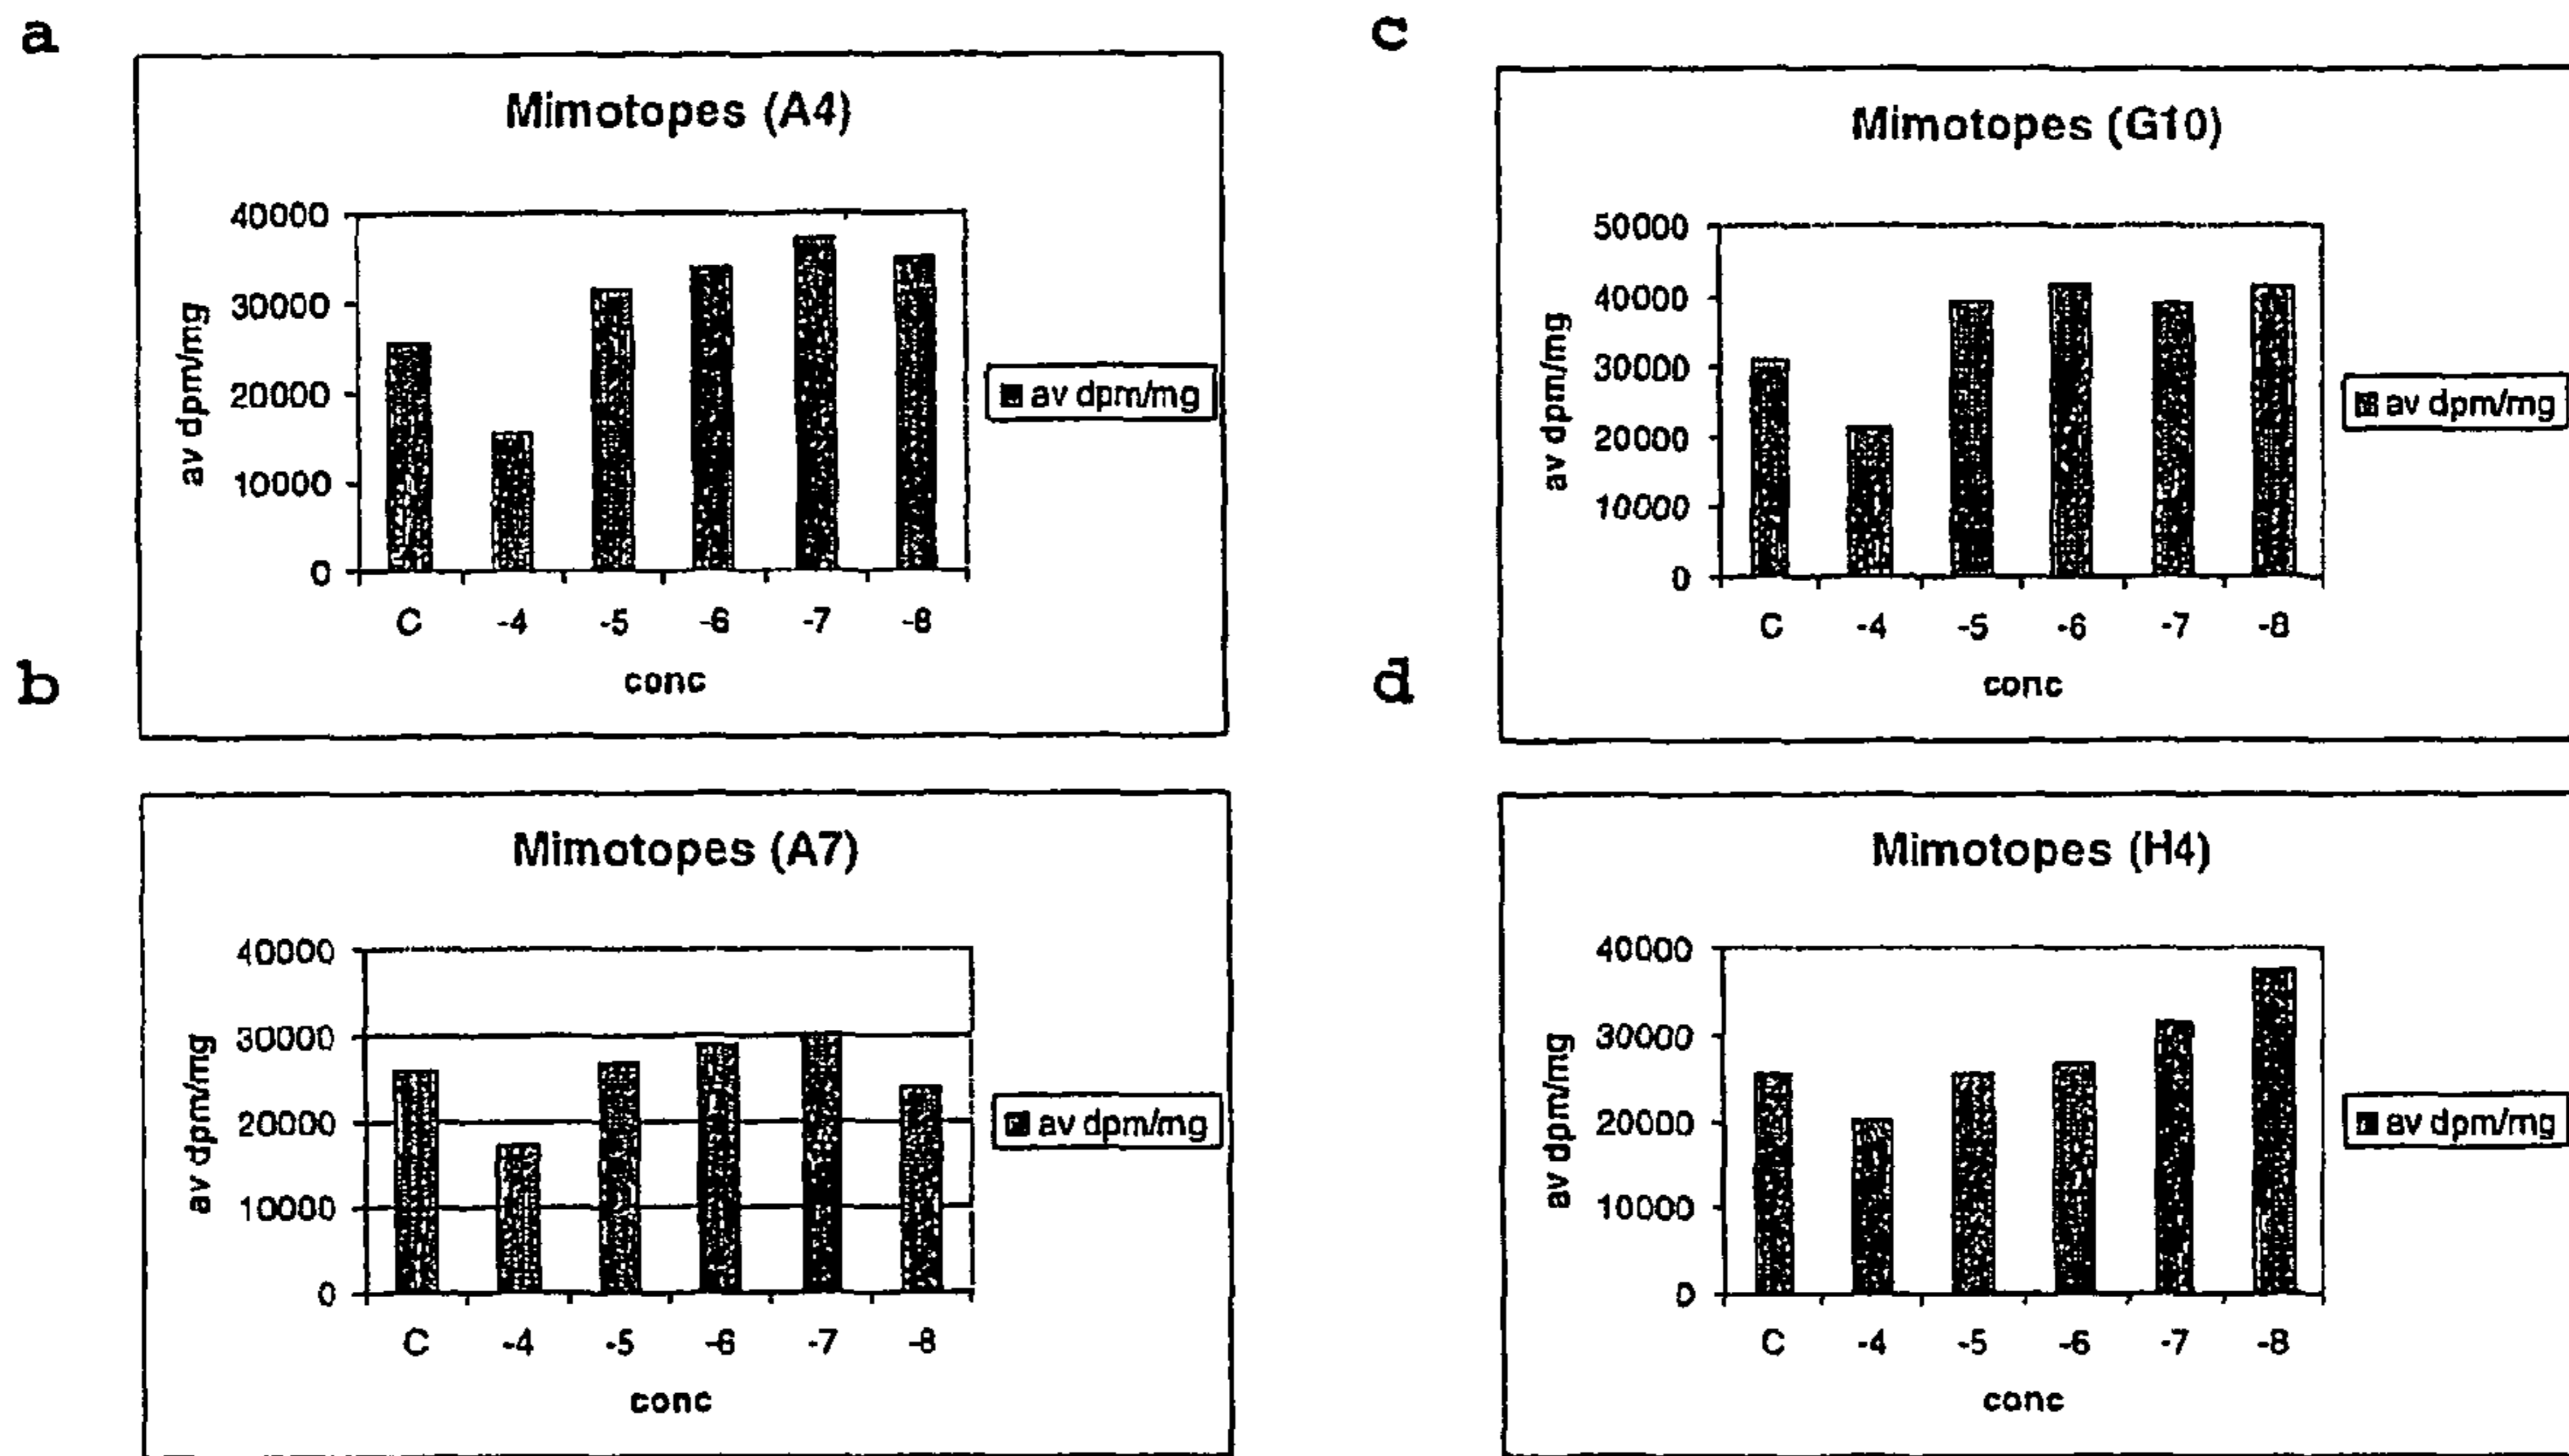 a
Mimotopes (A4)
40000
30000
20000
10000
0
av dpm/mg
C -4 -5 -6 -7 -8
conc
av dpm/mg
b
Mimotopes (A7)
40000
30000
20000
10000
0
av dpm/mg
C -4 -5 -6 -7 -8
conc
av dpm/mg
c
Mimotopes (G10)
50000
40000
30000
20000
10000
0
av dpm/mg
C -4 -5 -6 -7 -8
conc
av dpm/mg
d
Mimotopes (H4)
40000
30000
20000
10000
0
av dpm/mg
C -4 -5 -6 -7 -8
conc
av dpm/mg